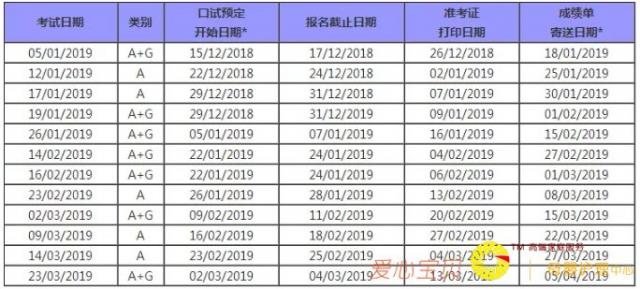 考试日期 类别 口试预定 开始日期* 报名截止日期 准考证 打印日期 成绩单 寄送日期*
05/01/2019 A+G 15/12/2018 17/12/2018 26/12/2018 18/01/2019
12/01/2019 A 22/12/2018 24/12/2018 02/01/2019 25/01/2019
17/01/2019 A 29/12/2018 31/12/2019 07/01/2019 30/01/2019
19/01/2019 A+G 29/12/2018 31/12/2019 09/01/2019 01/02/2019
26/01/2019 A+G 05/01/2019 07/01/2019 16/01/2019 15/02/2019
14/02/2019 A+G 22/01/2019 24/01/2019 04/02/2019 27/02/2019
16/02/2019 A+G 22/01/2019 24/01/2019 06/02/2019 01/03/2019
23/02/2019 A 26/01/2019 28/01/2019 13/02/2019 08/03/2019
02/03/2019 A+G 09/02/2019 11/02/2019 20/02/2019 15/03/2019
09/03/2019 A 16/02/2019 18/02/2019 27/02/2019 22/03/2019
14/03/2019 A 23/02/2019 25/02/2019 04/03/2019 27/03/2019
23/03/2019 A+G 02/03/2019 04/03/2019 13/03/2019 05/04/2019
TM 高端家庭服务
爱心宝贝